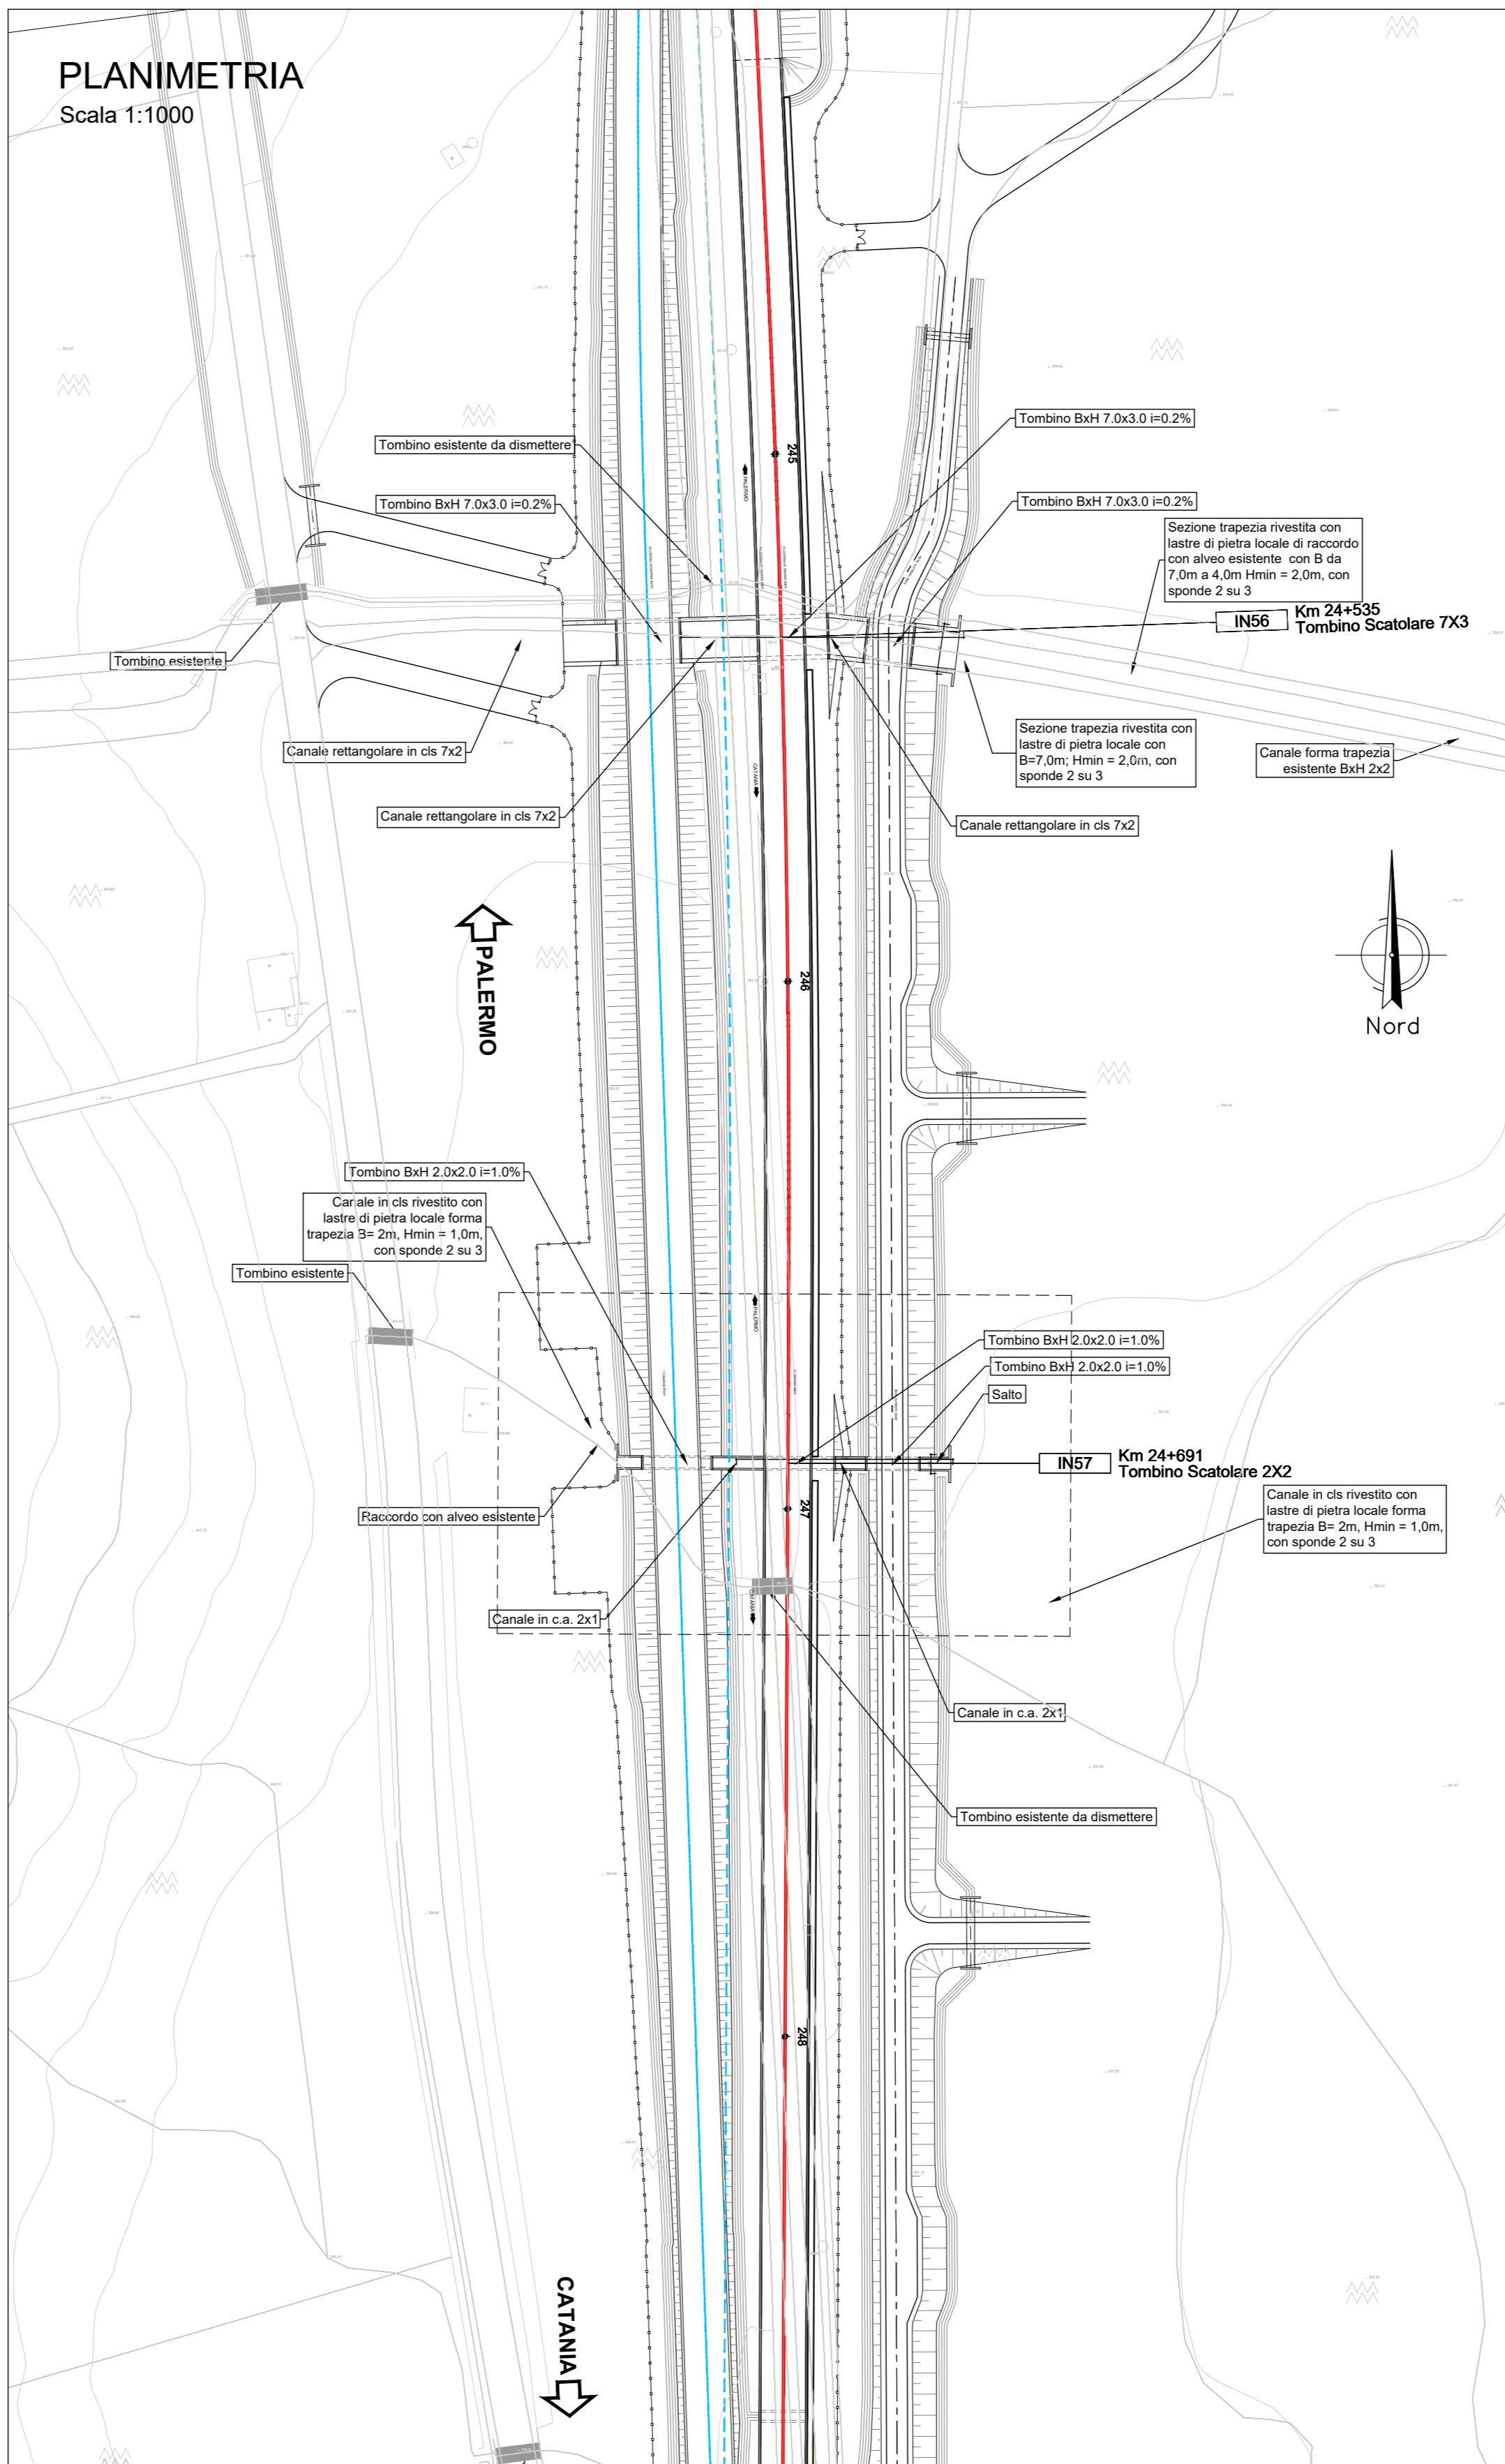 PLANIMETRIA
Scala 1:1000
Tombino BxH 7.0x3.0 i=0.2%
Tombino esistente da dismettere
245
PALERMO
Tombino BxH 7.0x3.0 i=0.2%
Tombino BxH 7.0x3.0 i=0.2%
Sezione trapezia rivestita con
lastre di pietra locale di raccordo
con alveo esistente con B da
7,0m a 4,0m Hmin = 2,0m, con
sponde 2 su 3
IN56
Km 24+535
Tombino Scatolare 7X3
Tombino esistente
Canale rettangolare in cls 7x2
Sezione trapezia rivestita con
lastre di pietra locale con
B=7,0m; Hmin = 2,0m, con
sponde 2 su 3
Canale forma trapezia
esistente BxH 2x2
CATANIA
Canale rettangolare in cls 7x2
Canale rettangolare in cls 7x2
PALERMO
246
Nord
Tombino BxH 2.0x2.0 i=1.0%
Canale in cls rivestito con
lastre di pietra locale forma
trapezia B= 2m, Hmin = 1,0m,
con sponde 2 su 3
Tombino esistente
PALERMO
Tombino BxH 2.0x2.0 i=1.0%
Tombino BxH 2.0x2.0 i=1.0%
Salto
IN57
Km 24+691
Tombino Scatolare 2X2
Raccordo con alveo esistente
247
Canale in cls rivestito con
lastre di pietra locale forma
trapezia B= 2m, Hmin = 1,0m,
con sponde 2 su 3
CATANIA
Canale in c.a. 2x1
Canale in c.a. 2x1
Tombino esistente da dismettere
248
CATANIA